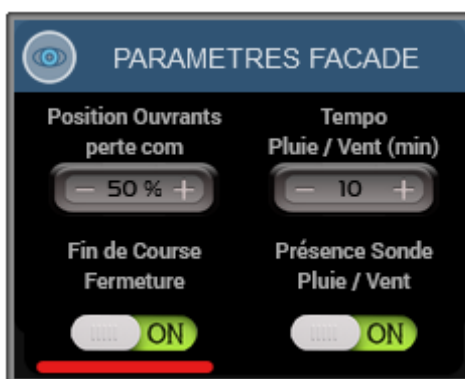 PARAMETRES FACADE
Position Ouvrants
perte com
Tempo
Pluie / Vent (min)
− 50 % +
− 10 +
Fin de Course
Fermeture
Présence Sonde
Pluie / Vent
ON
ON